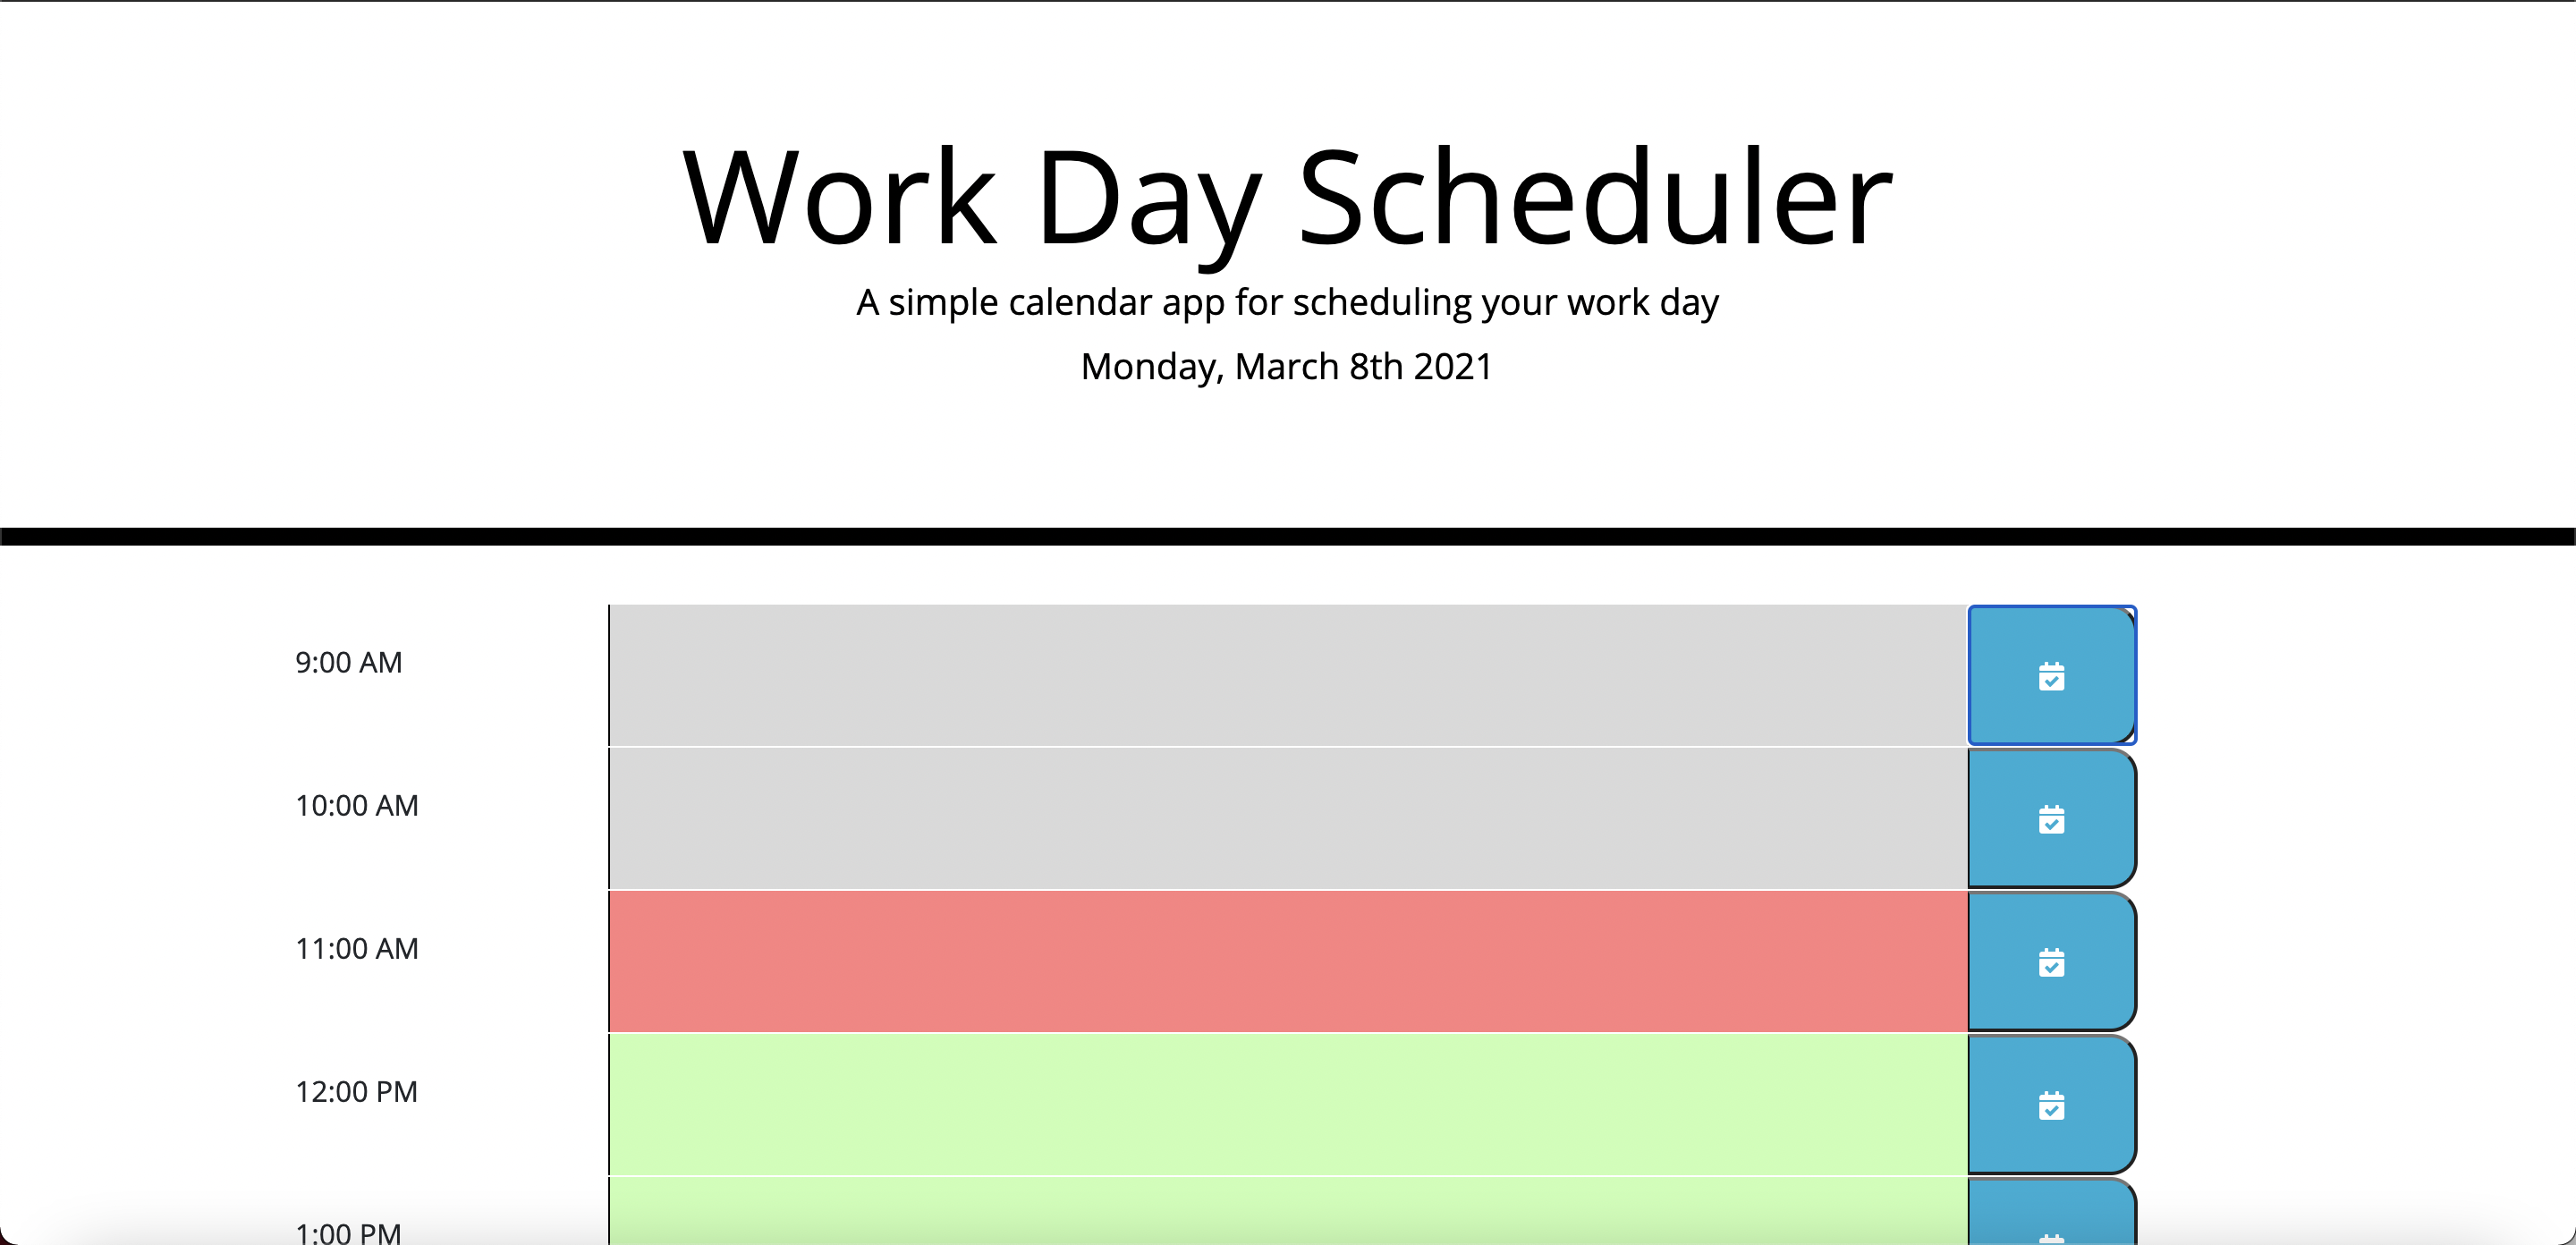 Work Day Scheduler
A simple calendar app for scheduling your work day
Monday, March 8th 2021
9:00 AM
10:00 AM
11:00 AM
12:00 PM
1:00 PM